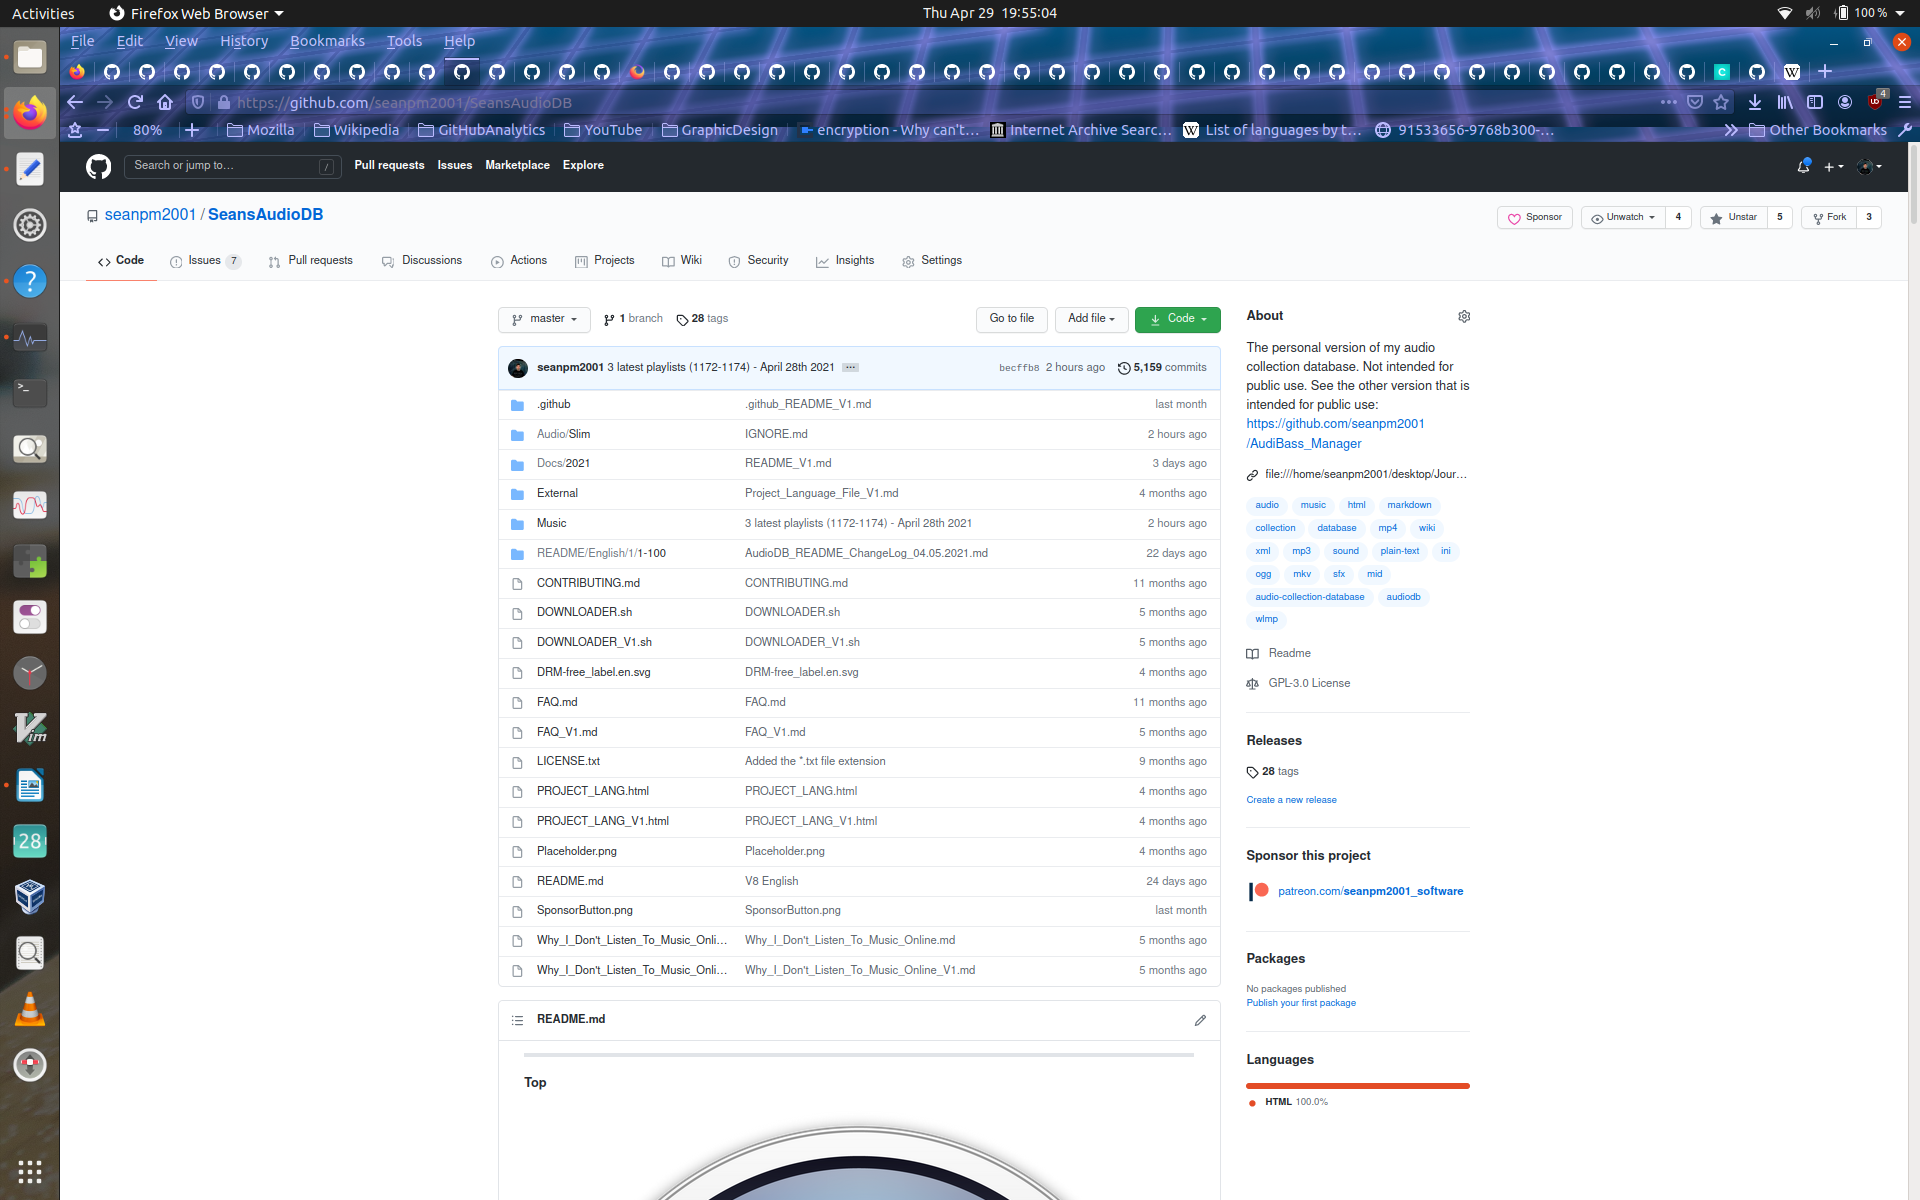 Activities Firefox Web Browser Thu Apr 29 19:55:04 100 %
File Edit View History Bookmarks Tools Help
https://github.com/seanpm2001/SeansAudioDB 4
80% Mozilla Wikipedia GitHubAnalytics YouTube GraphicDesign encryption - Why can't… Internet Archive Searc… List of languages by t… 91533656-9768b300-… Other Bookmarks
Search or jump to… / Pull requests Issues Marketplace Explore
seanpm2001 / SeansAudioDB Sponsor Unwatch 4 Unstar 5 Fork 3
Code Issues 7 Pull requests Discussions Actions Projects Wiki Security Insights Settings
master 1 branch 28 tags Go to file Add file Code
seanpm2001 3 latest playlists (1172-1174) - April 28th 2021 … becffb8 2 hours ago 5,159 commits
.github .github_README_V1.md last month
Audio/Slim IGNORE.md 2 hours ago
Docs/2021 README_V1.md 3 days ago
External Project_Language_File_V1.md 4 months ago
Music 3 latest playlists (1172-1174) - April 28th 2021 2 hours ago
README/English/1/1-100 AudioDB_README_ChangeLog_04.05.2021.md 22 days ago
CONTRIBUTING.md CONTRIBUTING.md 11 months ago
DOWNLOADER.sh DOWNLOADER.sh 5 months ago
DOWNLOADER_V1.sh DOWNLOADER_V1.sh 5 months ago
DRM-free_label.en.svg DRM-free_label.en.svg 4 months ago
FAQ.md FAQ.md 11 months ago
FAQ_V1.md FAQ_V1.md 5 months ago
LICENSE.txt Added the *.txt file extension 9 months ago
PROJECT_LANG.html PROJECT_LANG.html 4 months ago
PROJECT_LANG_V1.html PROJECT_LANG_V1.html 4 months ago
Placeholder.png Placeholder.png 4 months ago
README.md V8 English 24 days ago
SponsorButton.png SponsorButton.png last month
Why_I_Don't_Listen_To_Music_Onli… Why_I_Don't_Listen_To_Music_Online.md 5 months ago
Why_I_Don't_Listen_To_Music_Onli… Why_I_Don't_Listen_To_Music_Online_V1.md 5 months ago
README.md
Top
About
The personal version of my audio
collection database. Not intended for
public use. See the other version that is
intended for public use:
https://github.com/seanpm2001
/AudiBass_Manager
file:///home/seanpm2001/desktop/Jour…
audio music html markdown
collection database mp4 wiki
xml mp3 sound plain-text ini
ogg mkv sfx mid
audio-collection-database audiodb
wlmp
Readme
GPL-3.0 License
Releases
28 tags
Create a new release
Sponsor this project
patreon.com/seanpm2001_software
Packages
No packages published
Publish your first package
Languages
HTML 100.0%
28